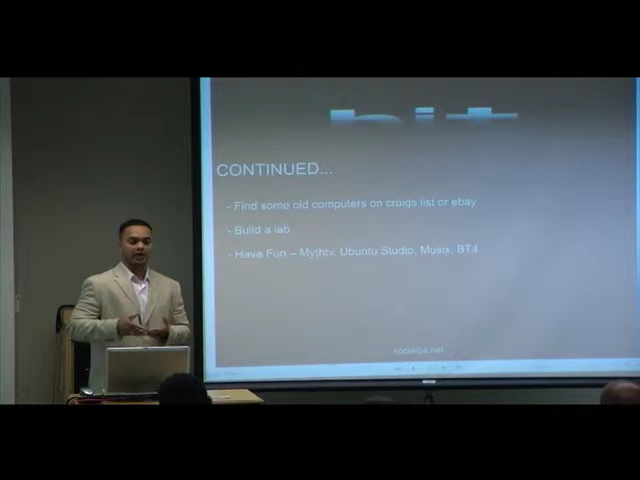 bit
CONTINUED...
- Find some old computers on craigs list or ebay
- Build a lab
- Have Fun – Mythtv, Ubuntu Studio, Musix, BT4